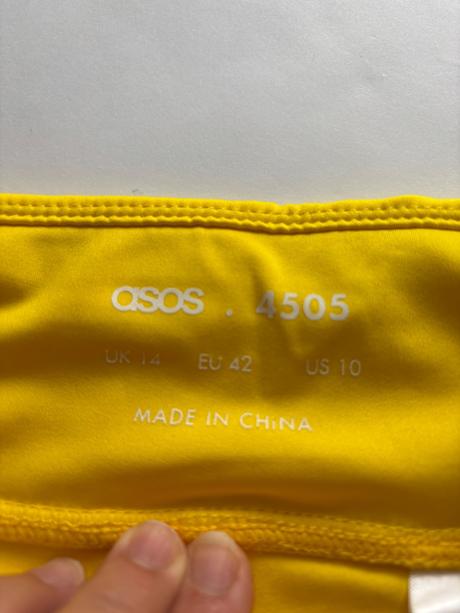 asos . 4505
UK 14 EU 42 US 10
MADE IN CHINA